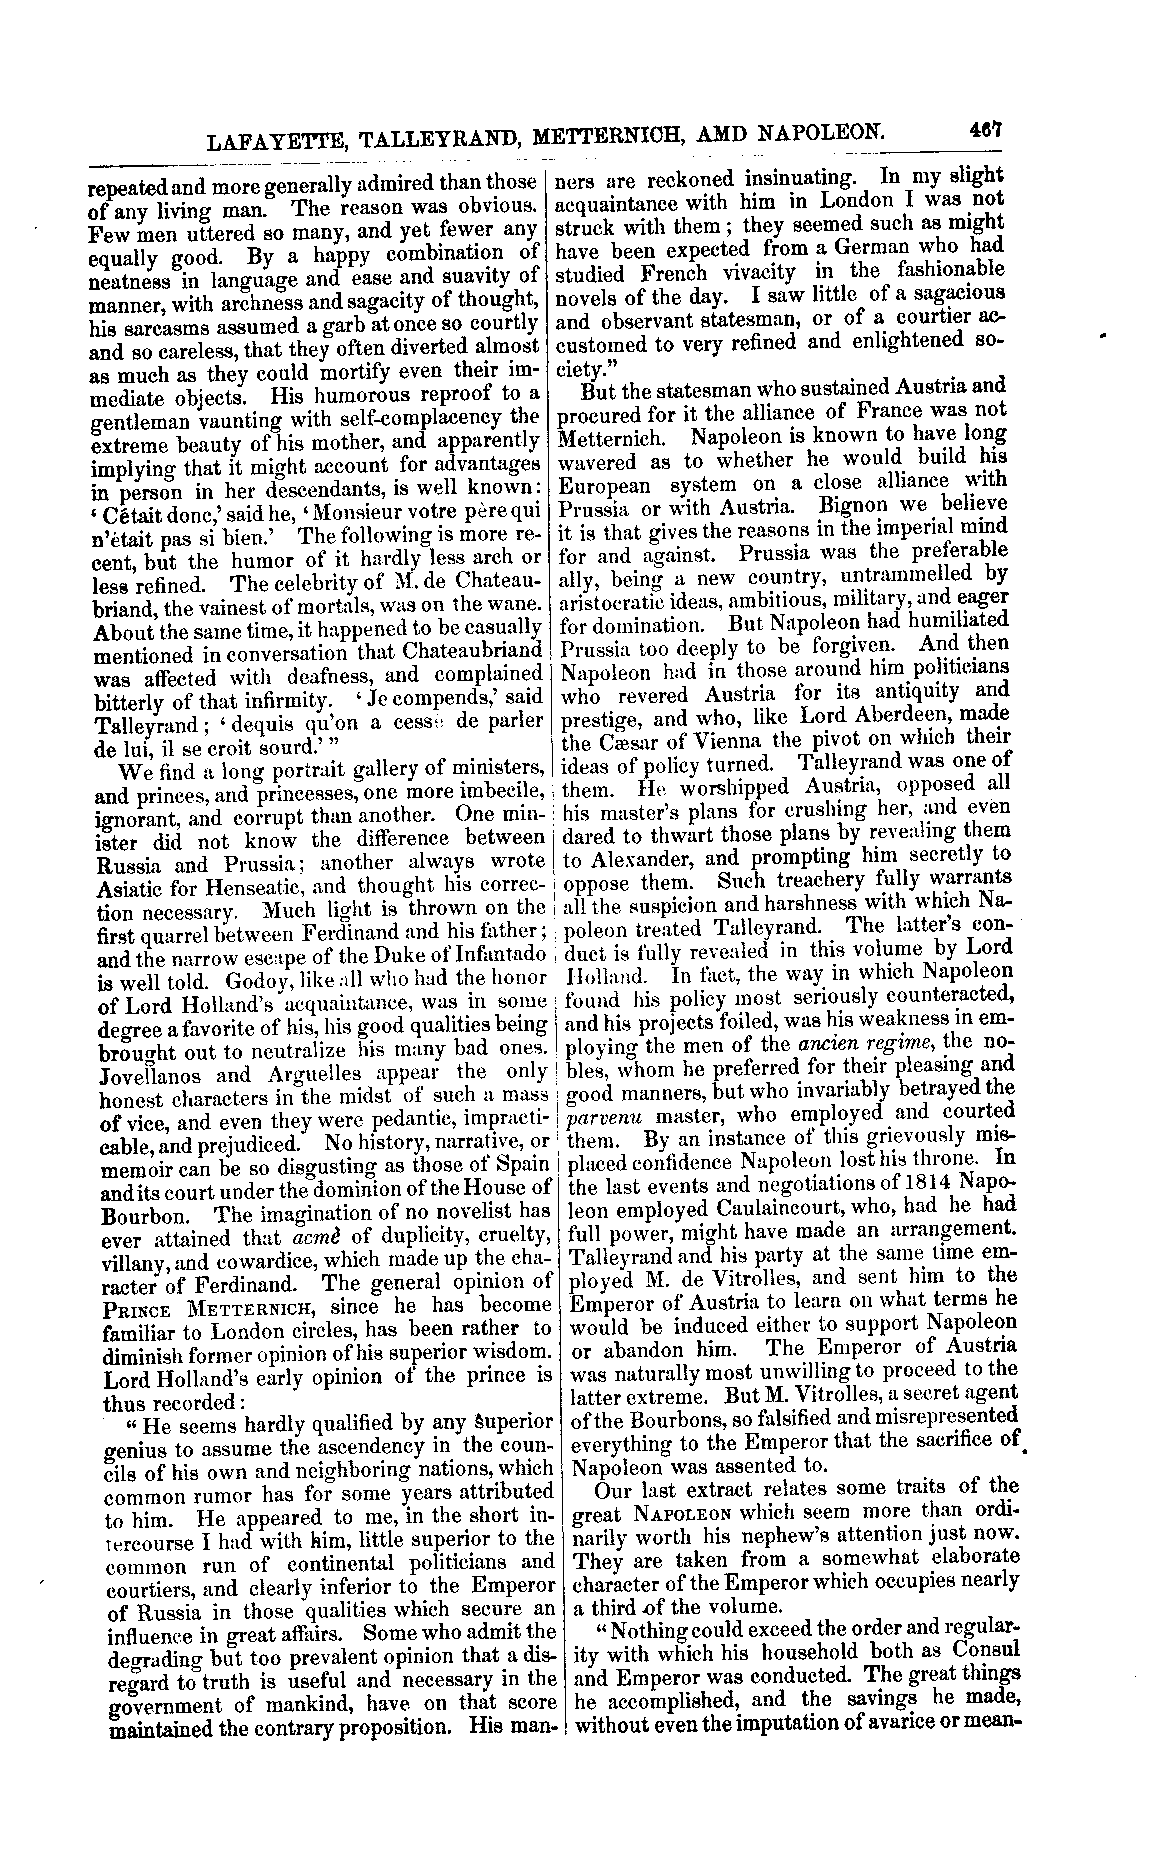 LAFAYETTE, TALLEYRAND, METTERNICH, AMD NAPOLEON. 467
repeated and more generally admired than those
of any living man. The reason was obvious.
Few men uttered so many, and yet fewer any
equally good. By a happy combination of
neatness in language and ease and suavity of
manner, with archness and sagacity of thought,
his sarcasms assumed a garb at once so courtly
and so careless, that they often diverted almost
as much as they could mortify even their im-
mediate objects. His humorous reproof to a
gentleman vaunting with self-complacency the
extreme beauty of his mother, and apparently
implying that it might account for advantages
in person in her descendants, is well known:
‘ Cétait donc,’ said he, ‘ Monsieur votre père qui
n’était pas si bien.’ The following is more re-
cent, but the humor of it hardly less arch or
less refined. The celebrity of M. de Chateau-
briand, the vainest of mortals, was on the wane.
About the same time, it happened to be casually
mentioned in conversation that Chateaubriand
was affected with deafness, and complained
bitterly of that infirmity. ‘ Je compends,’ said
Talleyrand ; ‘ dequis qu’on a cesse de parler
de lui, il se croit sourd.’ ”
We find a long portrait gallery of ministers,
and princes, and princesses, one more imbecile,
ignorant, and corrupt than another. One min-
ister did not know the difference between
Russia and Prussia; another always wrote
Asiatic for Henseatic, and thought his correc-
tion necessary. Much light is thrown on the
first quarrel between Ferdinand and his father ;
and the narrow escape of the Duke of Infantado
is well told. Godoy, like all who had the honor
of Lord Holland’s acquaintance, was in some
degree a favorite of his, his good qualities being
brought out to neutralize his many bad ones.
Jovellanos and Arguelles appear the only
honest characters in the midst of such a mass
of vice, and even they were pedantic, impracti-
cable, and prejudiced. No history, narrative, or
memoir can be so disgusting as those of Spain
and its court under the dominion of the House of
Bourbon. The imagination of no novelist has
ever attained that acmè of duplicity, cruelty,
villany, and cowardice, which made up the cha-
racter of Ferdinand. The general opinion of
PRINCE METTERNICH, since he has become
familiar to London circles, has been rather to
diminish former opinion of his superior wisdom.
Lord Holland’s early opinion of the prince is
thus recorded :
“ He seems hardly qualified by any superior
genius to assume the ascendency in the coun-
cils of his own and neighboring nations, which
common rumor has for some years attributed
to him. He appeared to me, in the short in-
tercourse I had with him, little superior to the
common run of continental politicians and
courtiers, and clearly inferior to the Emperor
of Russia in those qualities which secure an
influence in great affairs. Some who admit the
degrading but too prevalent opinion that a dis-
regard to truth is useful and necessary in the
government of mankind, have on that score
maintained the contrary proposition. His man-
ners are reckoned insinuating. In my slight
acquaintance with him in London I was not
struck with them ; they seemed such as might
have been expected from a German who had
studied French vivacity in the fashionable
novels of the day. I saw little of a sagacious
and observant statesman, or of a courtier ac-
customed to very refined and enlightened so-
ciety.”
But the statesman who sustained Austria and
procured for it the alliance of France was not
Metternich. Napoleon is known to have long
wavered as to whether he would build his
European system on a close alliance with
Prussia or with Austria. Bignon we believe
it is that gives the reasons in the imperial mind
for and against. Prussia was the preferable
ally, being a new country, untrammelled by
aristocratic ideas, ambitious, military, and eager
for domination. But Napoleon had humiliated
Prussia too deeply to be forgiven. And then
Napoleon had in those around him politicians
who revered Austria for its antiquity and
prestige, and who, like Lord Aberdeen, made
the Cæsar of Vienna the pivot on which their
ideas of policy turned. Talleyrand was one of
them. He worshipped Austria, opposed all
his master’s plans for crushing her, and even
dared to thwart those plans by revealing them
to Alexander, and prompting him secretly to
oppose them. Such treachery fully warrants
all the suspicion and harshness with which Na-
poleon treated Talleyrand. The latter’s con-
duct is fully revealed in this volume by Lord
Holland. In fact, the way in which Napoleon
found his policy most seriously counteracted,
and his projects foiled, was his weakness in em-
ploying the men of the ancien regime, the no-
bles, whom he preferred for their pleasing and
good manners, but who invariably betrayed the
parvenu master, who employed and courted
them. By an instance of this grievously mis-
placed confidence Napoleon lost his throne. In
the last events and negotiations of 1814 Napo-
leon employed Caulaincourt, who, had he had
full power, might have made an arrangement.
Talleyrand and his party at the same time em-
ployed M. de Vitrolles, and sent him to the
Emperor of Austria to learn on what terms he
would be induced either to support Napoleon
or abandon him. The Emperor of Austria
was naturally most unwilling to proceed to the
latter extreme. But M. Vitrolles, a secret agent
of the Bourbons, so falsified and misrepresented
everything to the Emperor that the sacrifice of
Napoleon was assented to.
Our last extract relates some traits of the
great NAPOLEON which seem more than ordi-
narily worth his nephew’s attention just now.
They are taken from a somewhat elaborate
character of the Emperor which occupies nearly
a third of the volume.
“ Nothing could exceed the order and regular-
ity with which his household both as Consul
and Emperor was conducted. The great things
he accomplished, and the savings he made,
without even the imputation of avarice or mean-